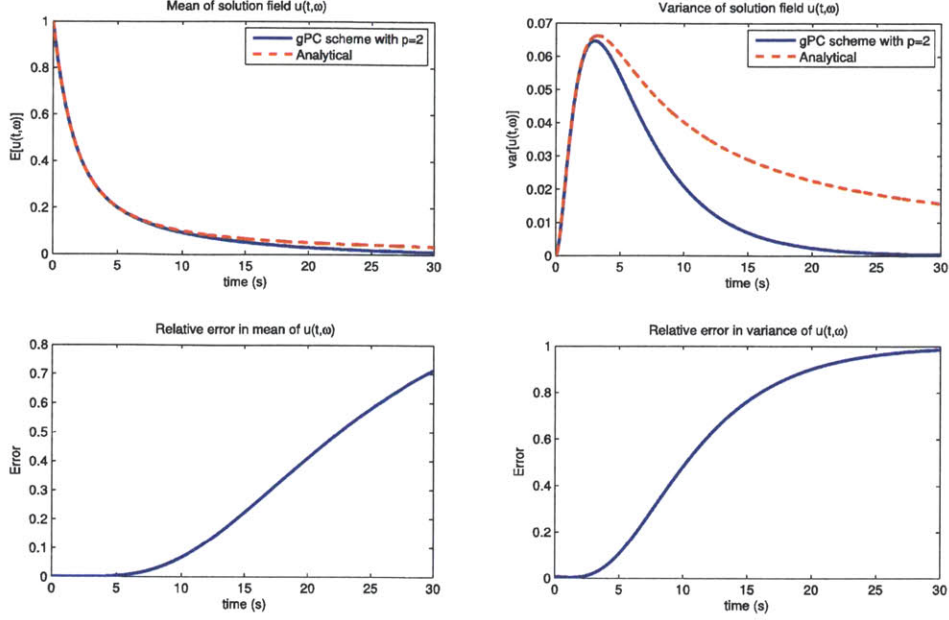 Mean of solution field u(t,ω)
gPC scheme with p=2
Analytical
E[u(t,ω)]
1
0.8
0.6
0.4
0.2
0
0 5 10 15 20 25 30
time (s)
Variance of solution field u(t,ω)
gPC scheme with p=2
Analytical
var[u(t,ω)]
0.07
0.06
0.05
0.04
0.03
0.02
0.01
0
0 5 10 15 20 25 30
time (s)
Relative error in mean of u(t,ω)
Error
0.8
0.7
0.6
0.5
0.4
0.3
0.2
0.1
0
0 5 10 15 20 25 30
time (s)
Relative error in variance of u(t,ω)
Error
1
0.8
0.6
0.4
0.2
0
0 5 10 15 20 25 30
time (s)